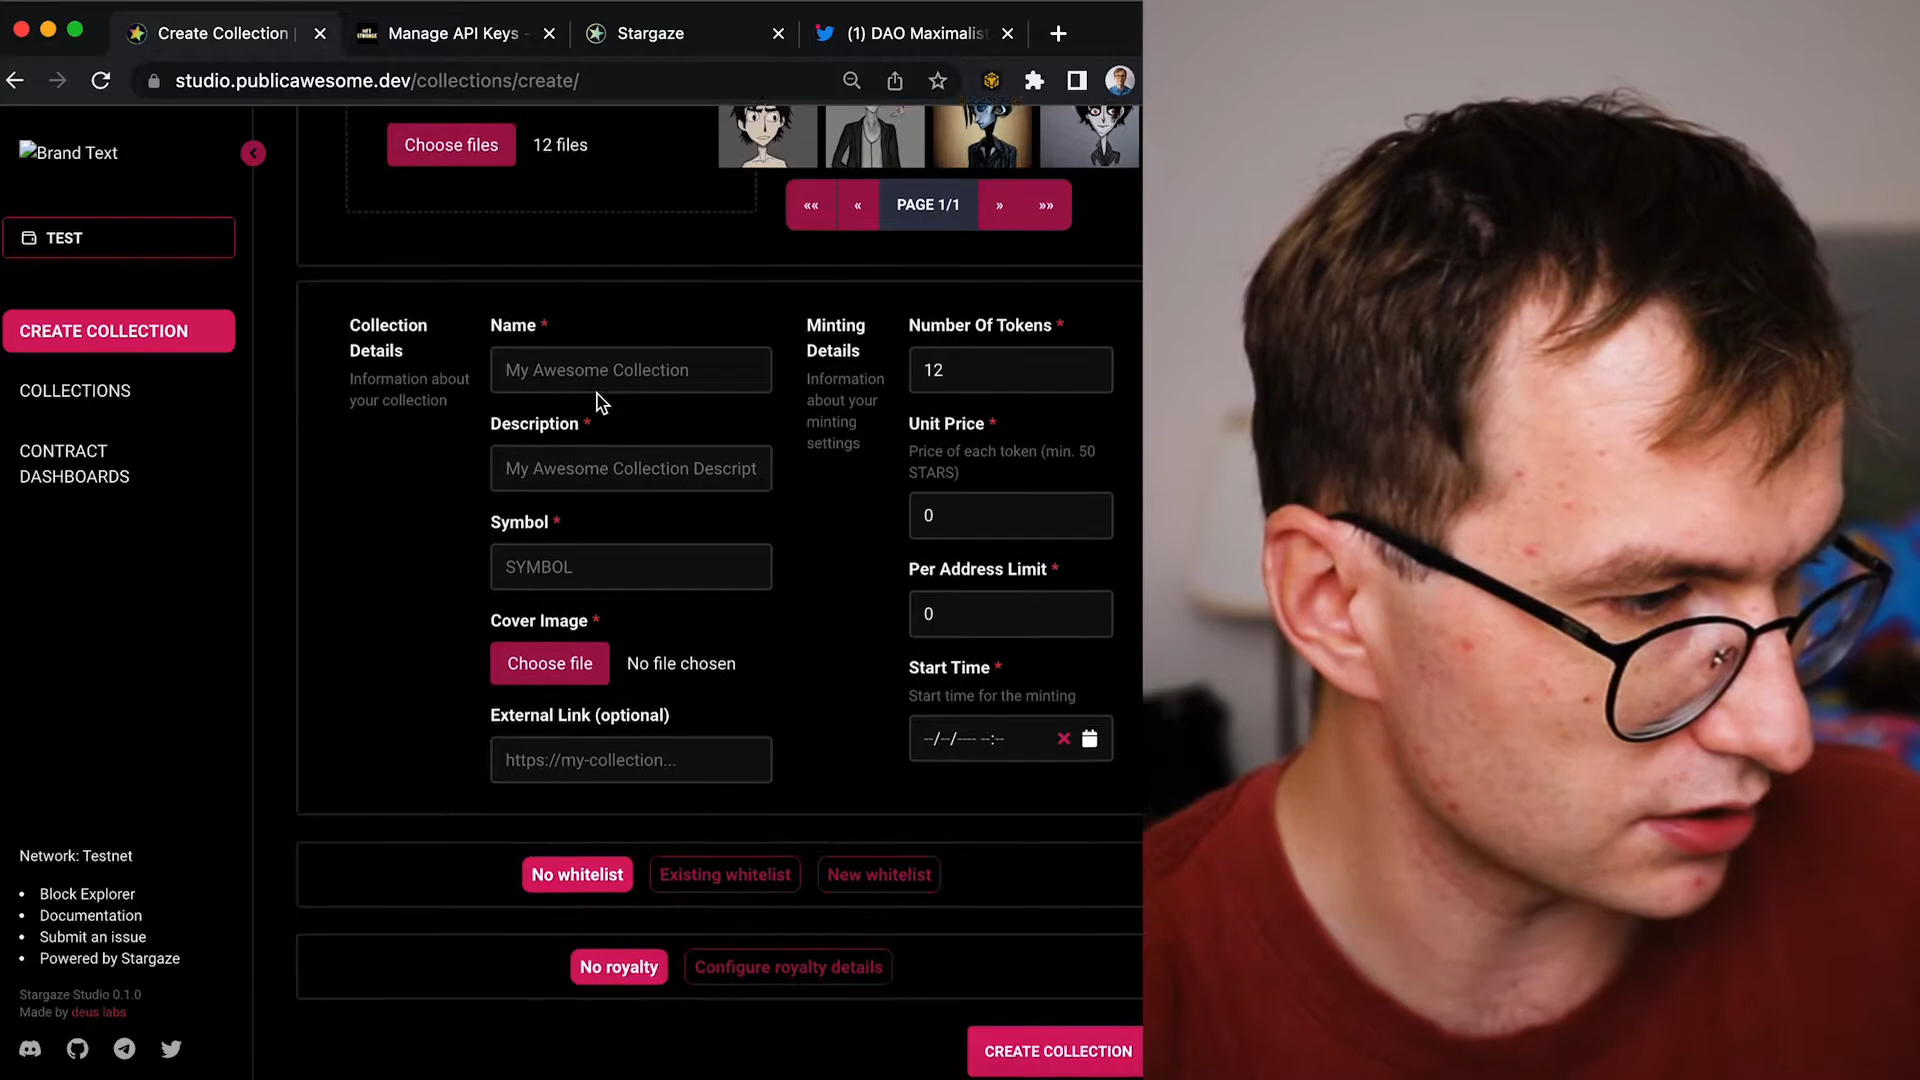 Create Collection |
Manage API Keys -
Stargaze
(1) DAO Maximalist
studio.publicawesome.dev/collections/create/
Brand Text
TEST
CREATE COLLECTION
COLLECTIONS
CONTRACT
DASHBOARDS
Network: Testnet
Block Explorer
Documentation
Submit an issue
Powered by Stargaze
Stargaze Studio 0.1.0
Made by deus labs
Choose files 12 files
«« « PAGE 1/1 » »»
Collection
Details
Information about
your collection
Name *
My Awesome Collection
Description *
My Awesome Collection Descript
Symbol *
SYMBOL
Cover Image *
Choose file No file chosen
External Link (optional)
https://my-collection...
Minting
Details
Information
about your
minting
settings
Number Of Tokens *
12
Unit Price *
Price of each token (min. 50
STARS)
0
Per Address Limit *
0
Start Time *
Start time for the minting
--/--/---- --:--
No whitelist Existing whitelist New whitelist
No royalty Configure royalty details
CREATE COLLECTION